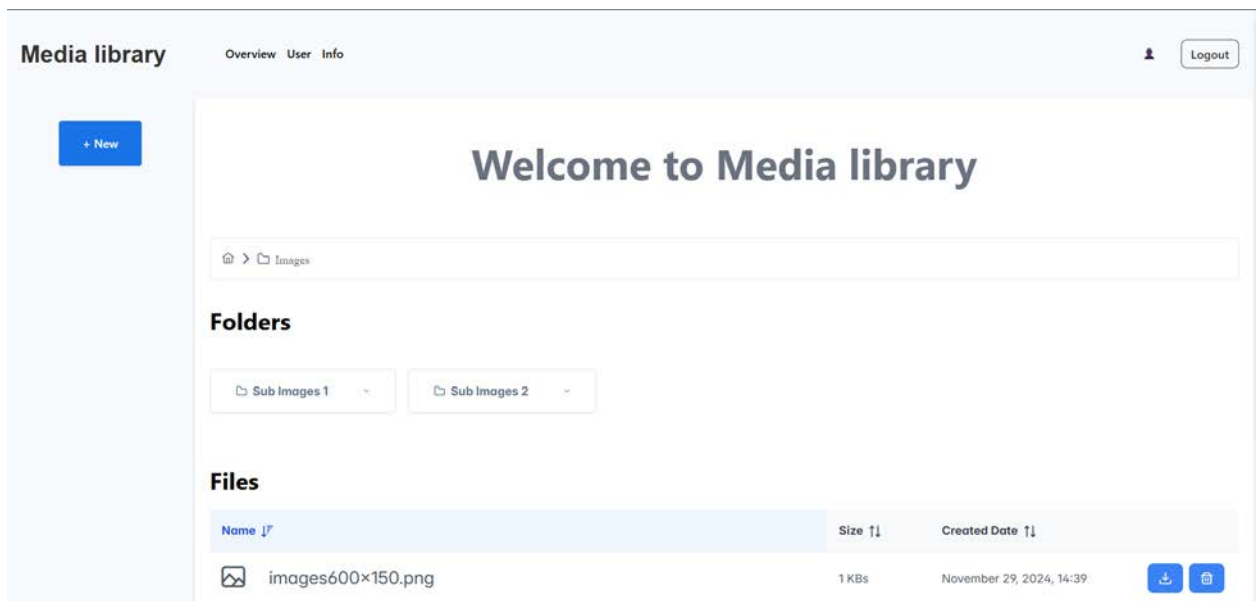 Media library Overview User Info Logout
+ New
Welcome to Media library
Images
Folders
Sub Images 1 Sub Images 2
Files
Name Size Created Date
images600×150.png 1 KBs November 29, 2024, 14:39